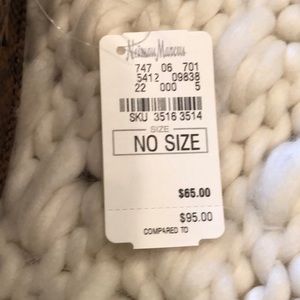 Neiman Marcus
747 06 701
5412 09838
22 000 5
SKU 3516 3514
SIZE
NO SIZE
$65.00
$95.00
COMPARED TO